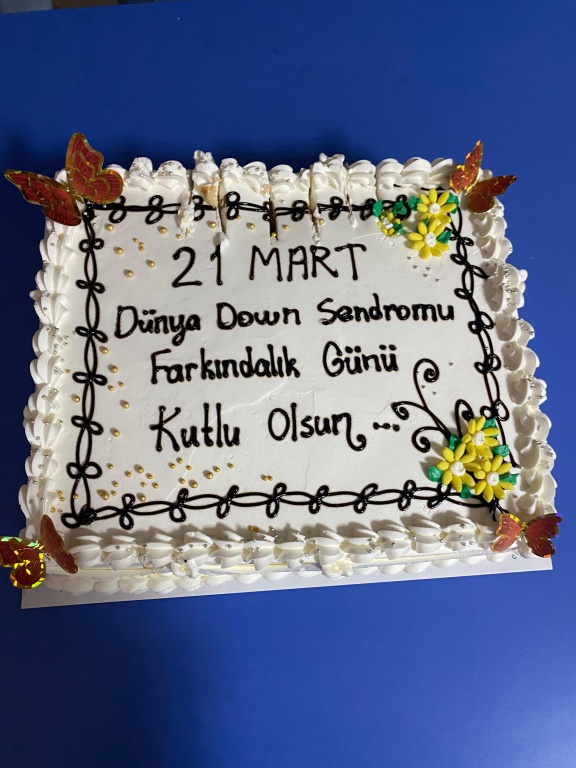 21 MART
Dünya Down Sendromu
Farkındalık Günü
Kutlu Olsun...